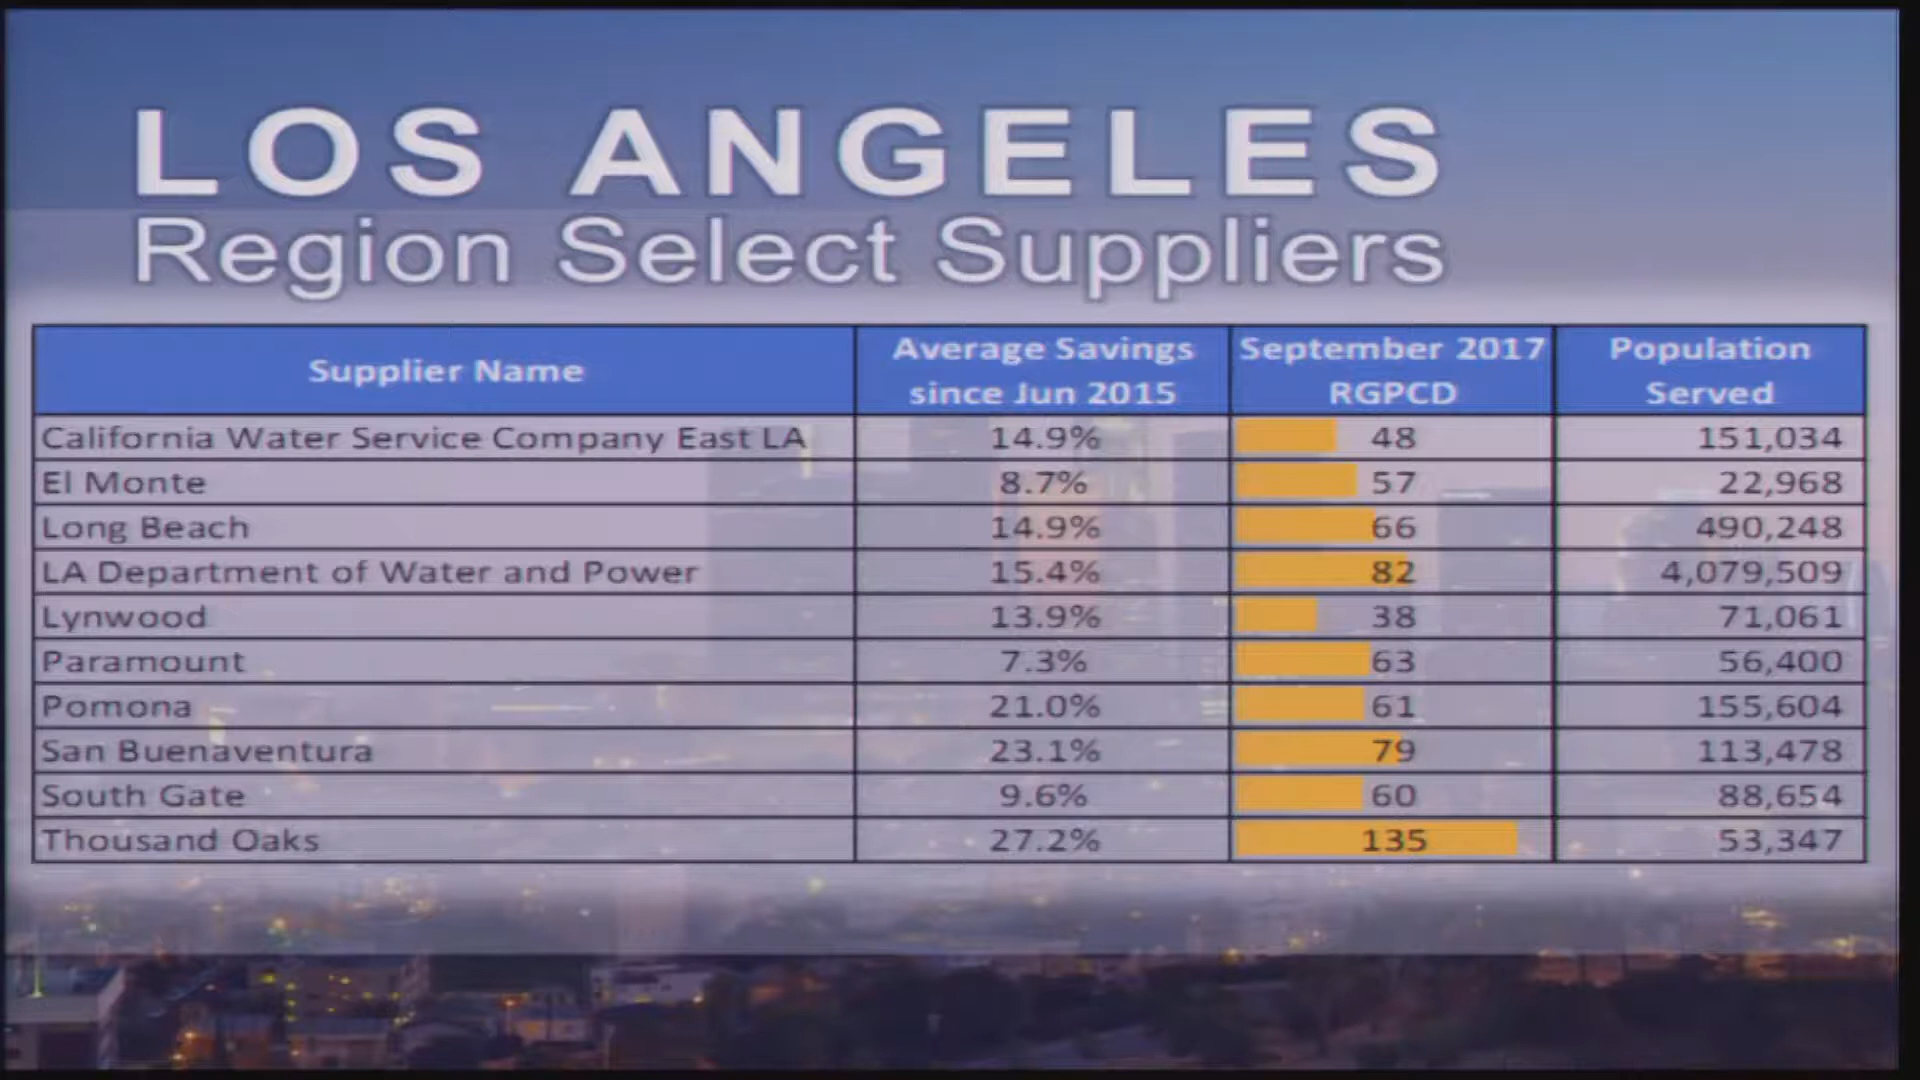 LOS ANGELES
Region Select Suppliers
Supplier Name Average Savings since Jun 2015 September 2017 RGPCD Population Served
California Water Service Company East LA 14.9% 48 151,034
El Monte 8.7% 57 22,968
Long Beach 14.9% 66 490,248
LA Department of Water and Power 15.4% 82 4,079,509
Lynwood 13.9% 38 71,061
Paramount 7.3% 63 56,400
Pomona 21.0% 61 155,604
San Buenaventura 23.1% 79 113,478
South Gate 9.6% 60 88,654
Thousand Oaks 27.2% 135 53,347